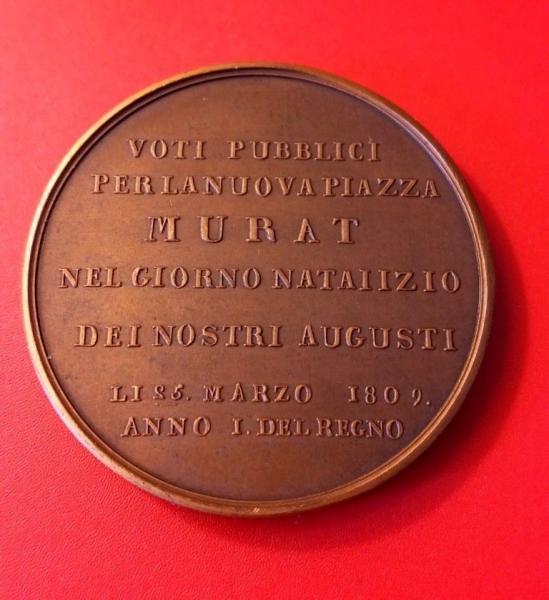 VOTI PUBBLICI
PER LA NUOVA PIAZZA
MURAT
NEL GIORNO NATAIIZIO
DEI NOSTRI AUGUSTI
LI 25. MARZO 1809.
ANNO I. DEL REGNO